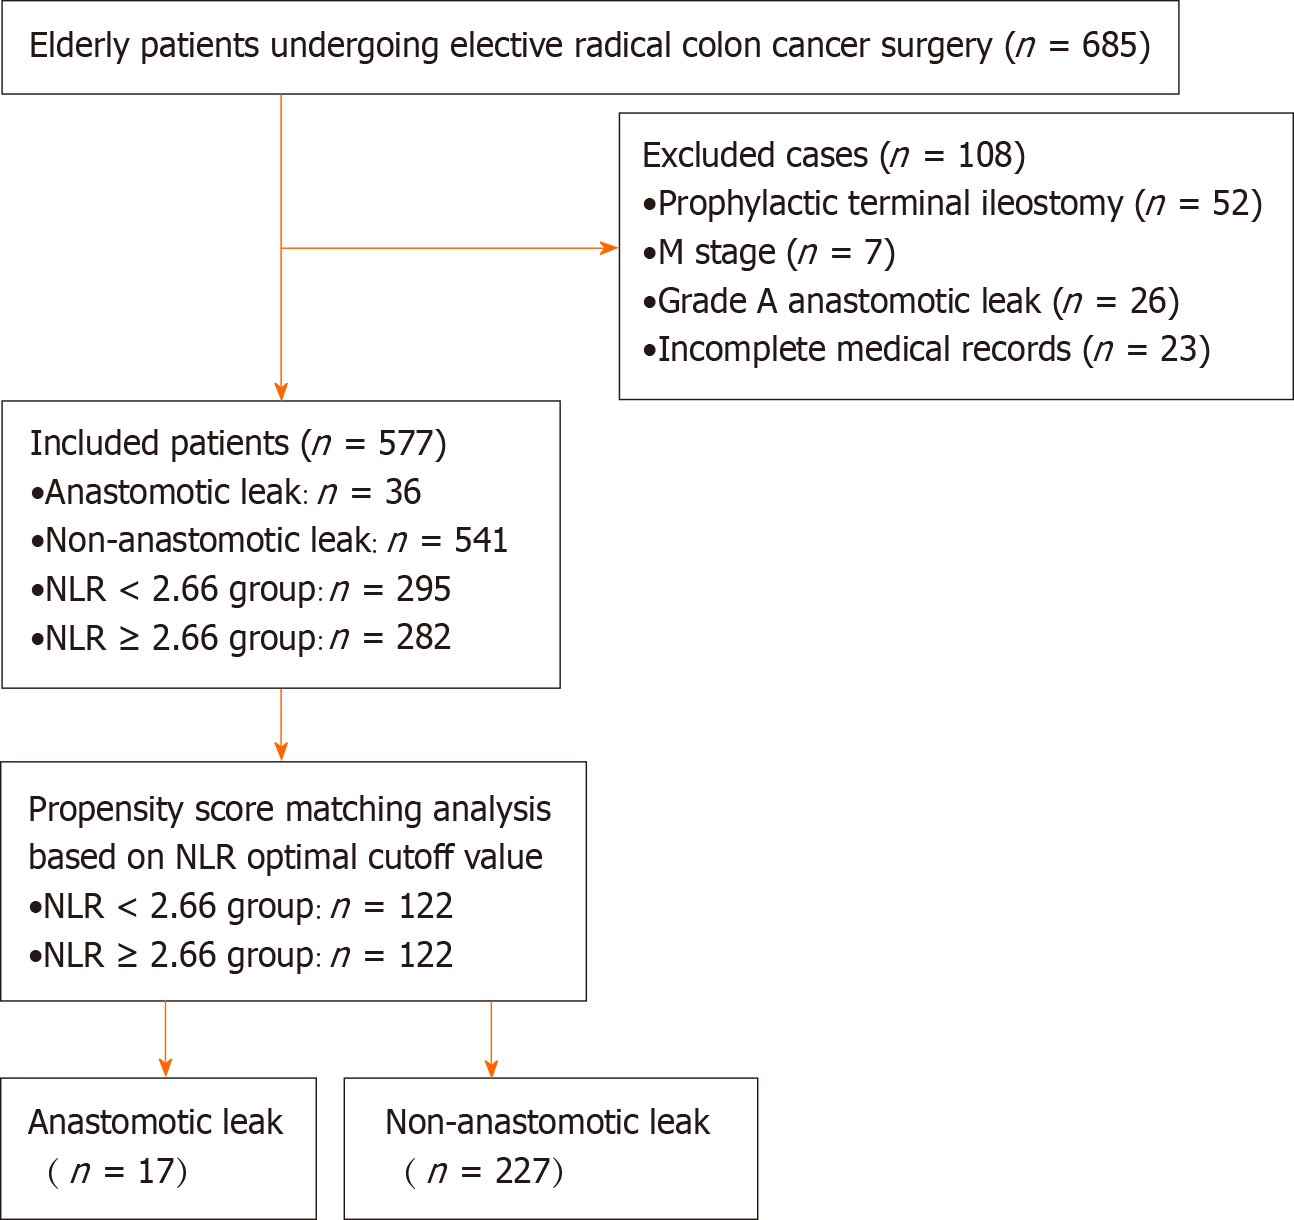 Elderly patients undergoing elective radical colon cancer surgery (n = 685)
Excluded cases (n = 108)
•Prophylactic terminal ileostomy (n = 52)
•M stage (n = 7)
•Grade A anastomotic leak (n = 26)
•Incomplete medical records (n = 23)
Included patients (n = 577)
•Anastomotic leak: n = 36
•Non-anastomotic leak: n = 541
•NLR < 2.66 group: n = 295
•NLR ≥ 2.66 group: n = 282
Propensity score matching analysis
based on NLR optimal cutoff value
•NLR < 2.66 group: n = 122
•NLR ≥ 2.66 group: n = 122
Anastomotic leak
( n = 17)
Non-anastomotic leak
( n = 227)